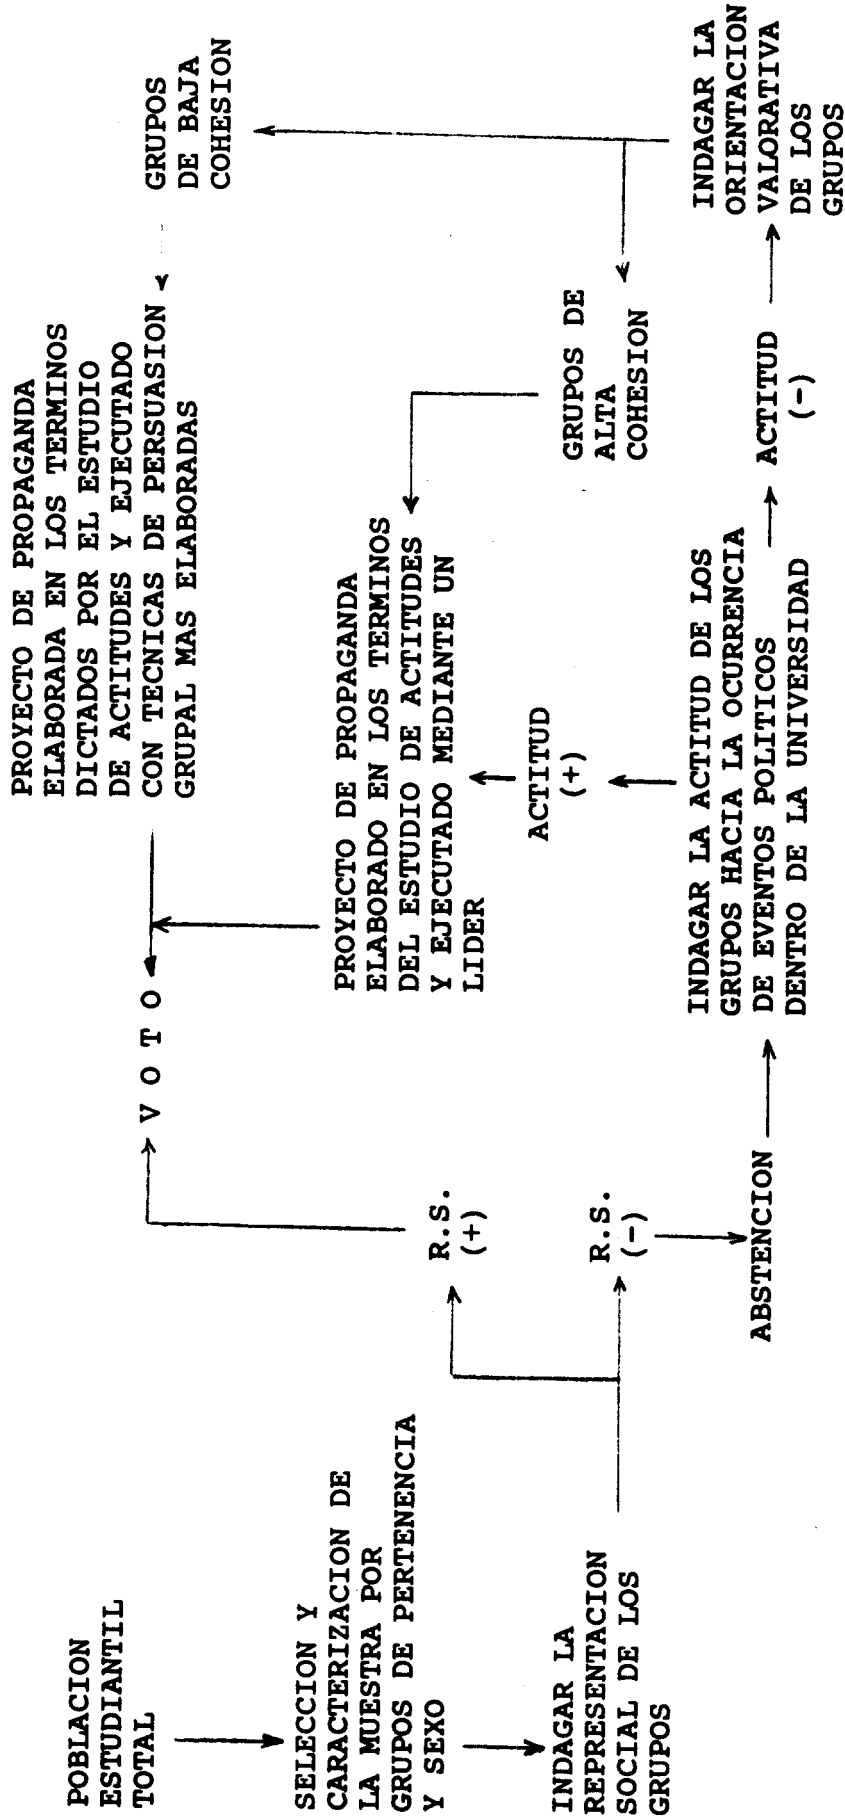 POBLACION
ESTUDIANTIL
TOTAL
SELECCION Y
CARACTERIZACION DE
LA MUESTRA POR
GRUPOS DE PERTENENCIA
Y SEXO
INDAGAR LA
REPRESENTACION
SOCIAL DE LOS
GRUPOS
R.S.
(+)
R.S.
(-)
V O T O
ABSTENCION
INDAGAR LA ACTITUD DE LOS
GRUPOS HACIA LA OCURRENCIA
DE EVENTOS POLITICOS
DENTRO DE LA UNIVERSIDAD
ACTITUD
(+)
PROYECTO DE PROPAGANDA
ELABORADO EN LOS TERMINOS
DEL ESTUDIO DE ACTITUDES
Y EJECUTADO MEDIANTE UN
LIDER
ACTITUD
(-)
INDAGAR LA
ORIENTACION
VALORATIVA
DE LOS
GRUPOS
GRUPOS DE
ALTA
COHESION
GRUPOS
DE BAJA
COHESION
PROYECTO DE PROPAGANDA
ELABORADA EN LOS TERMINOS
DICTADOS POR EL ESTUDIO
DE ACTITUDES Y EJECUTADO
CON TECNICAS DE PERSUASION
GRUPAL MAS ELABORADAS